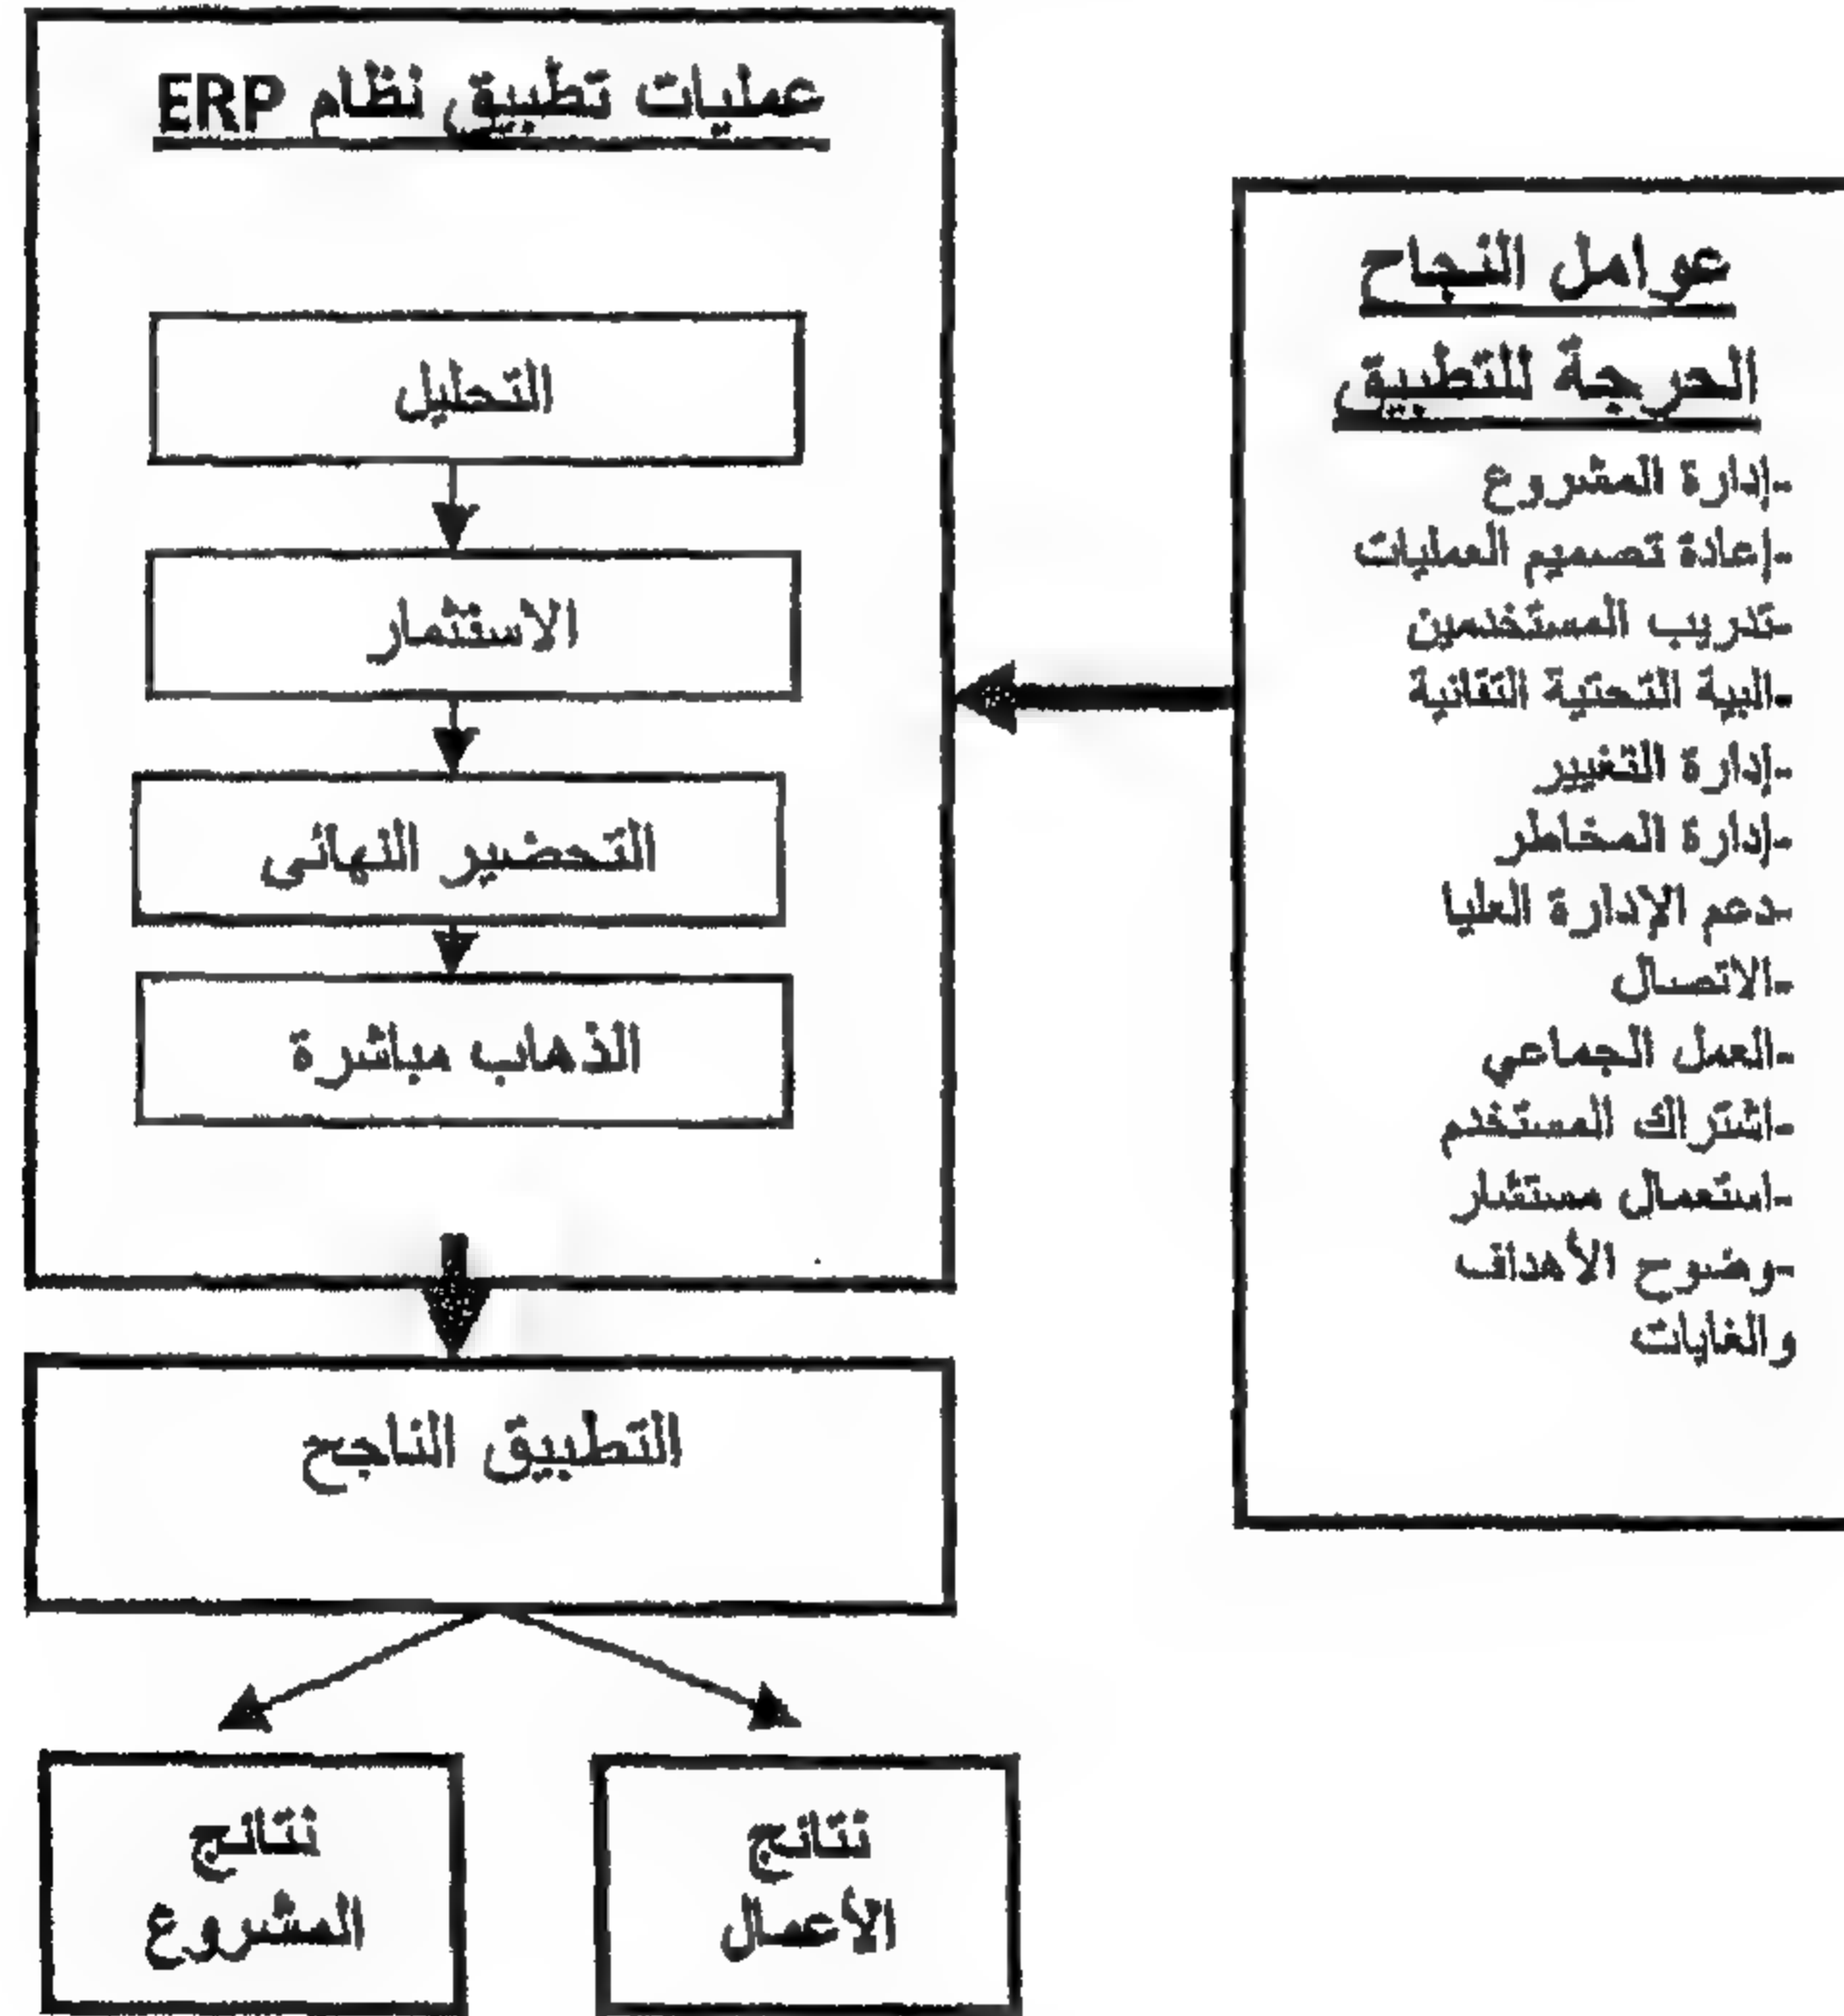 عمليات تطبيق نظام ERP
التحليل
الاستثمار
التحضير النهائى
الذهاب مباشرة
التطبيق الناجح
نتائج
الأعمال
نتائج
المشروع
عوامل النجاح
الحرجة للتطبيق
-إدارة المشروع
-إعادة تصميم العمليات
-تدريب المستخدمين
-البية التحتية التقانية
-إدارة التغيير
-إدارة المخاطر
-دعم الإدارة العليا
-الاتصال
-العمل الجماعي
-اشتراك المستخدم
-استعمال مستشار
-وضوح الأهداف
والغايات